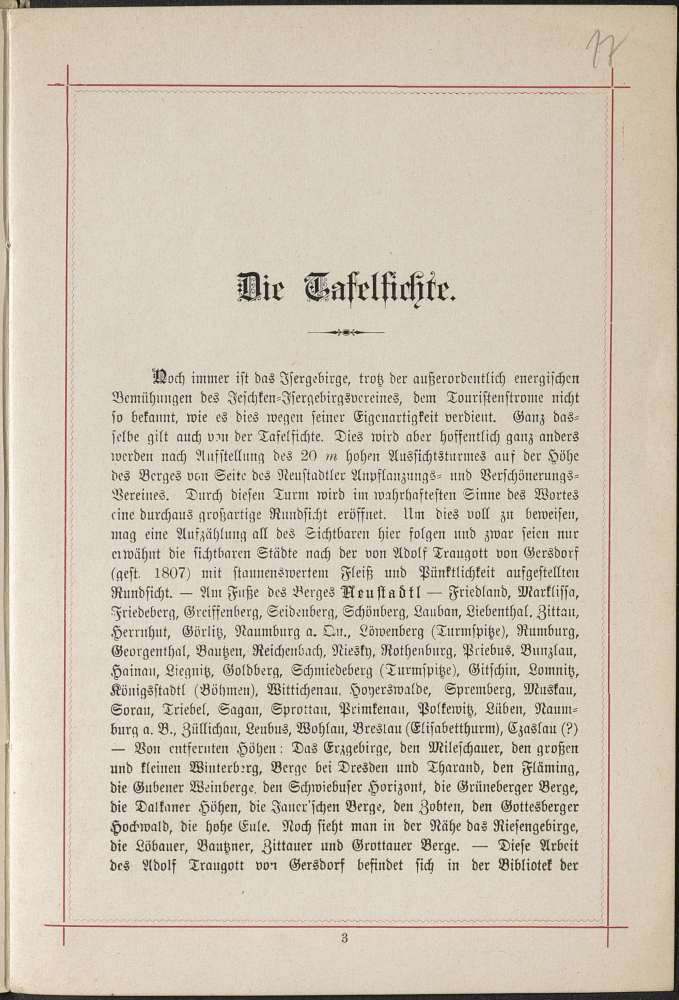 Die Tafelfichte.
Noch immer ist das Isergebirge, trotz der außerordentlich energischen
Bemühungen des Jeschken-Isergebirgsvereines, dem Touristenstrome nicht
so bekannt, wie es dies wegen seiner Eigenartigkeit verdient. Ganz das-
selbe gilt auch von der Tafelfichte. Dies wird aber hoffentlich ganz anders
werden nach Aufstellung des 20 m hohen Aussichtsturmes auf der Höhe
des Berges von Seite des Neustadtler Anpflanzungs- und Verschönerungs-
Vereines. Durch diesen Turm wird im wahrhaftesten Sinne des Wortes
eine durchaus großartige Rundsicht eröffnet. Um dies voll zu beweisen,
mag eine Aufzählung all des Sichtbaren hier folgen und zwar seien nur
erwähnt die sichtbaren Städte nach der von Adolf Traugott von Gersdorf
(gest. 1807) mit staunenswertem Fleiß und Pünktlichkeit aufgestellten
Rundsicht. — Am Fuße des Berges Neustadtl — Friedland, Marklissa,
Friedeberg, Greiffenberg, Seidenberg, Schönberg, Lauban, Liebenthal, Zittau,
Herrnhut, Görlitz, Naumburg a. Qu., Löwenberg (Turmspitze), Rumburg,
Georgenthal, Bautzen, Reichenbach, Niesky, Rothenburg, Priebus, Bunzlau,
Hainau, Liegnitz, Goldberg, Schmiedeberg (Turmspitze), Gitschin, Lomnitz,
Königsstadtl (Böhmen), Wittichenau, Hoyerswalde, Spremberg, Muskau,
Sorau, Triebel, Sagan, Sprottau, Primkenau, Polkewitz, Lüben, Naum-
burg a. B., Züllichau, Leubus, Wohlau, Breslau (Elisabetthurm), Czaslau (?)
— Von entfernten Höhen: Das Erzgebirge, den Mileschauer, den großen
und kleinen Winterberg, Berge bei Dresden und Tharand, den Fläming,
die Gubener Weinberge, den Schwiebuser Horizont, die Grüneberger Berge,
die Dalkaner Höhen, die Jauer'schen Berge, den Zobten, den Gottesberger
Hochwald, die hohe Eule. Noch sieht man in der Nähe das Riesengebirge,
die Löbauer, Bautzner, Zittauer und Grottauer Berge. — Diese Arbeit
des Adolf Traugott von Gersdorf befindet sich in der Bibliotek der
3